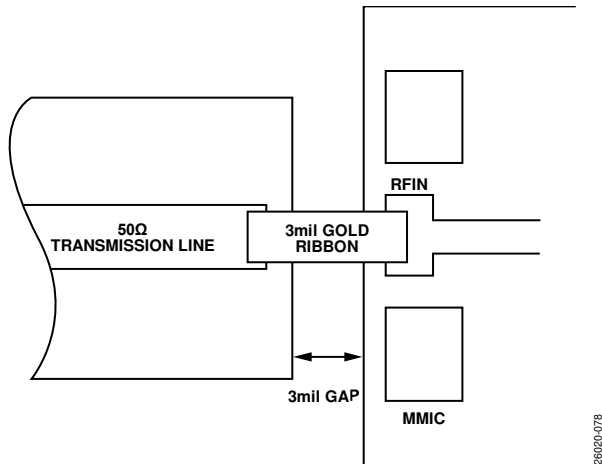 RFIN
50Ω
TRANSMISSION LINE
3mil GOLD
RIBBON
3mil GAP
MMIC
26020-078